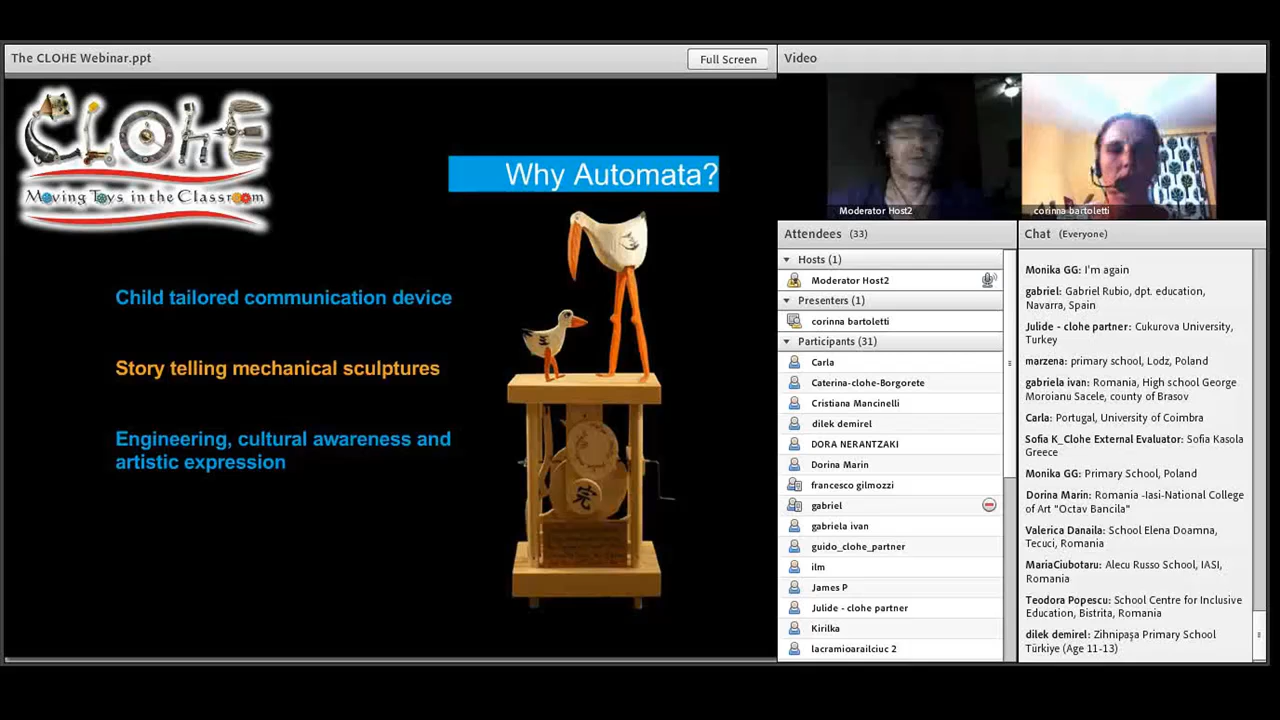 The CLOHE Webinar.ppt
Full Screen
CLOHE
Moving Toys in the Classroom
Why Automata?
Child tailored communication device
Story telling mechanical sculptures
Engineering, cultural awareness and
artistic expression
Video
Moderator Host2
corinna bartoletti
Attendees (33)
Hosts (1)
Moderator Host2
Presenters (1)
corinna bartoletti
Participants (31)
Carla
Caterina-clohe-Borgorete
Cristiana Mancinelli
dilek demirel
DORA NERANTZAKI
Dorina Marin
francesco gilmozzi
gabriel
gabriela ivan
guido_clohe_partner
ilm
James P
Julide - clohe partner
Kirilka
lacramioarailciuc 2
Chat (Everyone)
Monika GG: I'm again
gabriel: Gabriel Rubio, dpt. education,
Navarra, Spain
Julide - clohe partner: Cukurova University,
Turkey
marzena: primary school, Lodz, Poland
gabriela ivan: Romania, High school George
Moroianu Sacele, county of Brasov
Carla: Portugal, University of Coimbra
Sofia K_Clohe External Evaluator: Sofia Kasola
Greece
Monika GG: Primary School, Poland
Dorina Marin: Romania -Iasi-National College
of Art "Octav Bancila"
Valerica Danaila: School Elena Doamna,
Tecuci, Romania
MariaCiubotaru: Alecu Russo School, IASI,
Romania
Teodora Popescu: School Centre for Inclusive
Education, Bistrita, Romania
dilek demirel: Zihnipaşa Primary School
Türkiye (Age 11-13)